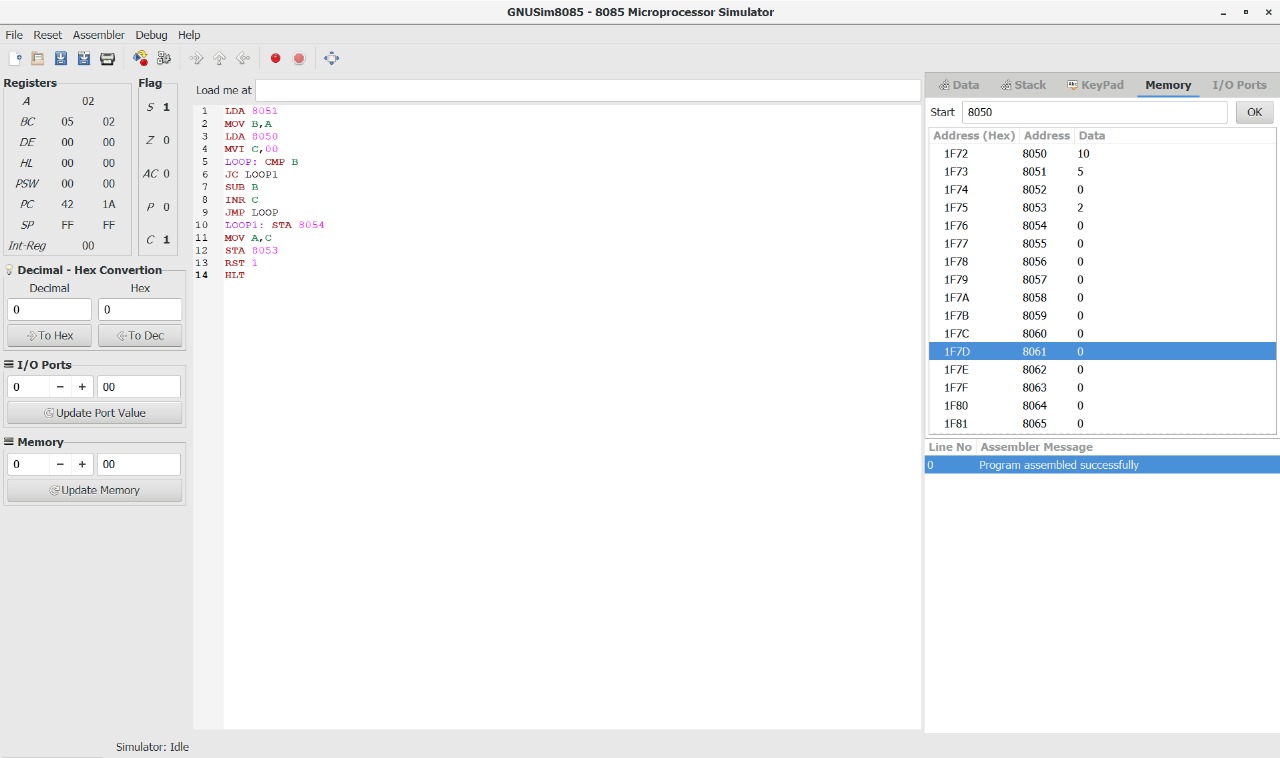 GNUSim8085 - 8085 Microprocessor Simulator
File Reset Assembler Debug Help
Registers
A 02
BC 05 02
DE 00 00
HL 00 00
PSW 00 00
PC 42 1A
SP FF FF
Int-Reg 00
Flag
S 1
Z 0
AC 0
P 0
C 1
Decimal - Hex Convertion
Decimal Hex
0 0
To Hex To Dec
I/O Ports
0 − + 00
Update Port Value
Memory
0 − + 00
Update Memory
Load me at
1 LDA 8051
2 MOV B,A
3 LDA 8050
4 MVI C,00
5 LOOP: CMP B
6 JC LOOP1
7 SUB B
8 INR C
9 JMP LOOP
10 LOOP1: STA 8054
11 MOV A,C
12 STA 8053
13 RST 1
14 HLT
Data Stack KeyPad Memory I/O Ports
Start 8050 OK
Address (Hex) Address Data
1F72 8050 10
1F73 8051 5
1F74 8052 0
1F75 8053 2
1F76 8054 0
1F77 8055 0
1F78 8056 0
1F79 8057 0
1F7A 8058 0
1F7B 8059 0
1F7C 8060 0
1F7D 8061 0
1F7E 8062 0
1F7F 8063 0
1F80 8064 0
1F81 8065 0
Line No Assembler Message
0 Program assembled successfully
Simulator: Idle